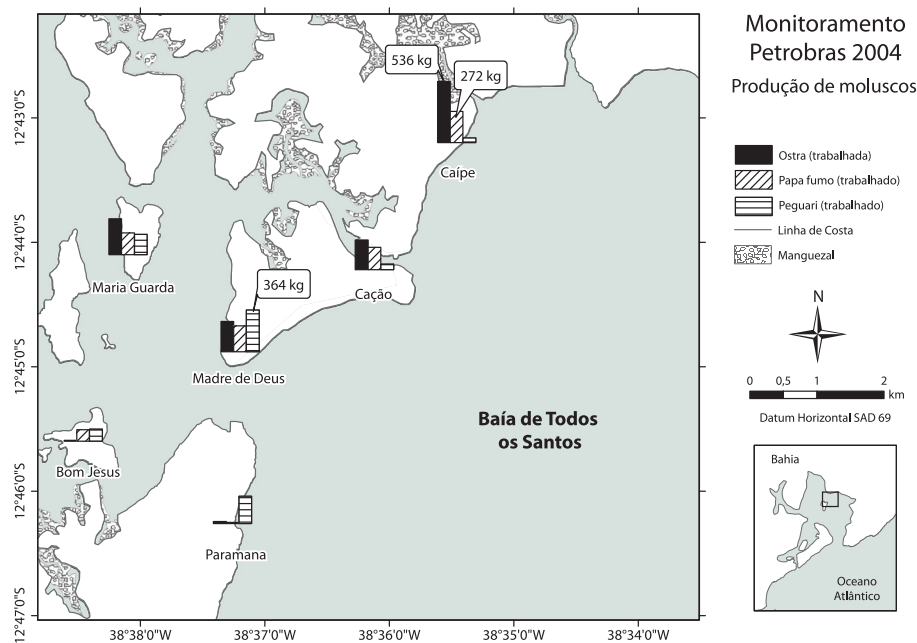 Monitoramento
Petrobras 2004
Produção de moluscos
Ostra (trabalhada)
Papa fumo (trabalhado)
Peguari (trabalhado)
Linha de Costa
Manguezal
N
0 0,5 1 2
km
Datum Horizontal SAD 69
Bahia
Oceano
Atlântico
536 kg
272 kg
Caípe
Maria Guarda
364 kg
Cação
Madre de Deus
Baía de Todos
os Santos
Bom Jesus
Paramana
12°43'0"S
12°44'0"S
12°45'0"S
12°46'0"S
12°47'0"S
38°38'0"W 38°37'0"W 38°36'0"W 38°35'0"W 38°34'0"W